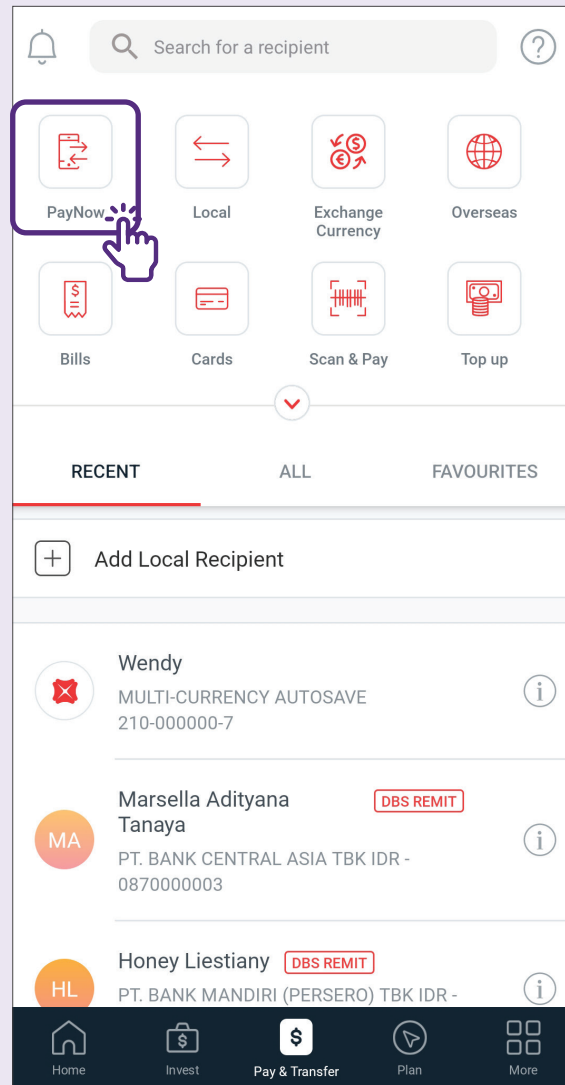 Search for a recipient
PayNow
Local
Exchange
Currency
Overseas
Bills
Cards
Scan & Pay
Top up
RECENT
ALL
FAVOURITES
Add Local Recipient
Wendy
MULTI-CURRENCY AUTOSAVE
210-000000-7
MA
Marsella Adityana
Tanaya
DBS REMIT
PT. BANK CENTRAL ASIA TBK IDR -
0870000003
HL
Honey Liestiany
DBS REMIT
PT. BANK MANDIRI (PERSERO) TBK IDR -
Home
Invest
Pay & Transfer
Plan
More